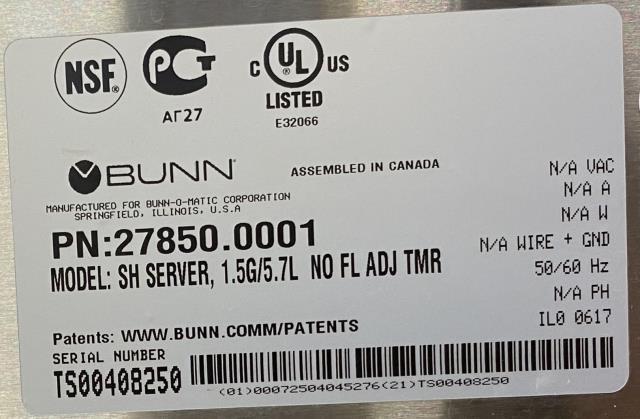 NSF®
РСТ
АГ27
C UL® US
LISTED
E32066
BUNN®
ASSEMBLED IN CANADA
MANUFACTURED FOR BUNN-O-MATIC CORPORATION
SPRINGFIELD, ILLINOIS, U.S.A
PN:27850.0001
MODEL: SH SERVER, 1.5G/5.7L NO FL ADJ TMR
N/A VAC
N/A A
N/A W
N/A WIRE + GND
50/60 Hz
N/A PH
IL0 0617
Patents: WWW.BUNN.COMM/PATENTS
SERIAL NUMBER
TS00408250
(01)00072504045276(21)TS00408250